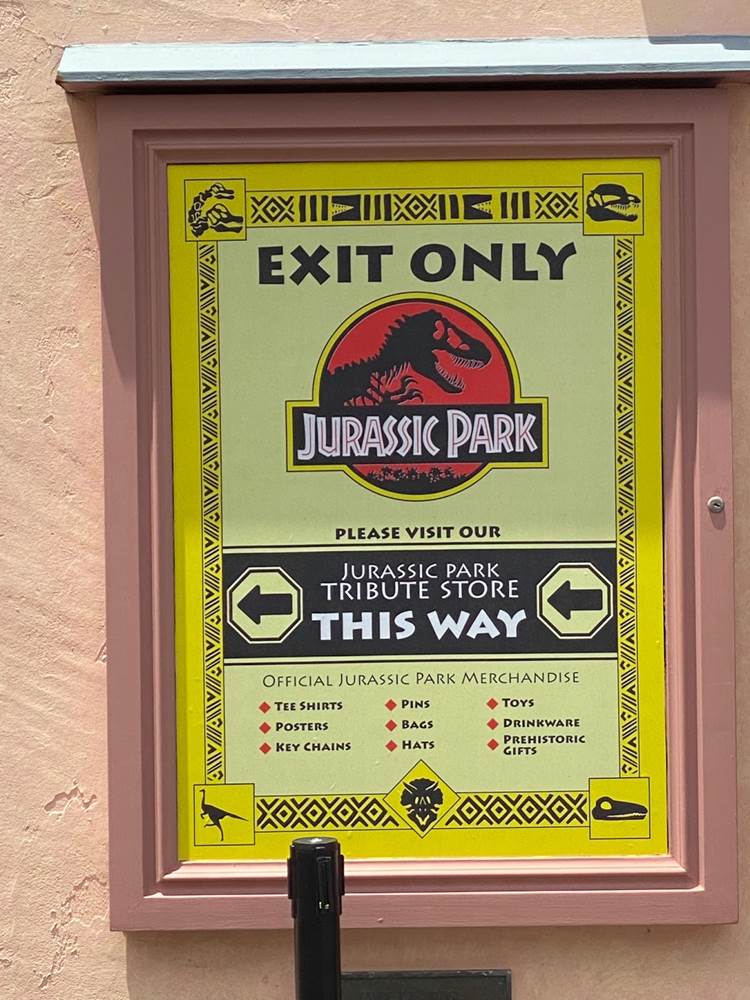 EXIT ONLY
JURASSIC PARK
PLEASE VISIT OUR
JURASSIC PARK
TRIBUTE STORE
THIS WAY
OFFICIAL JURASSIC PARK MERCHANDISE
TEE SHIRTS
POSTERS
KEY CHAINS
PINS
BAGS
HATS
TOYS
DRINKWARE
PREHISTORIC
GIFTS